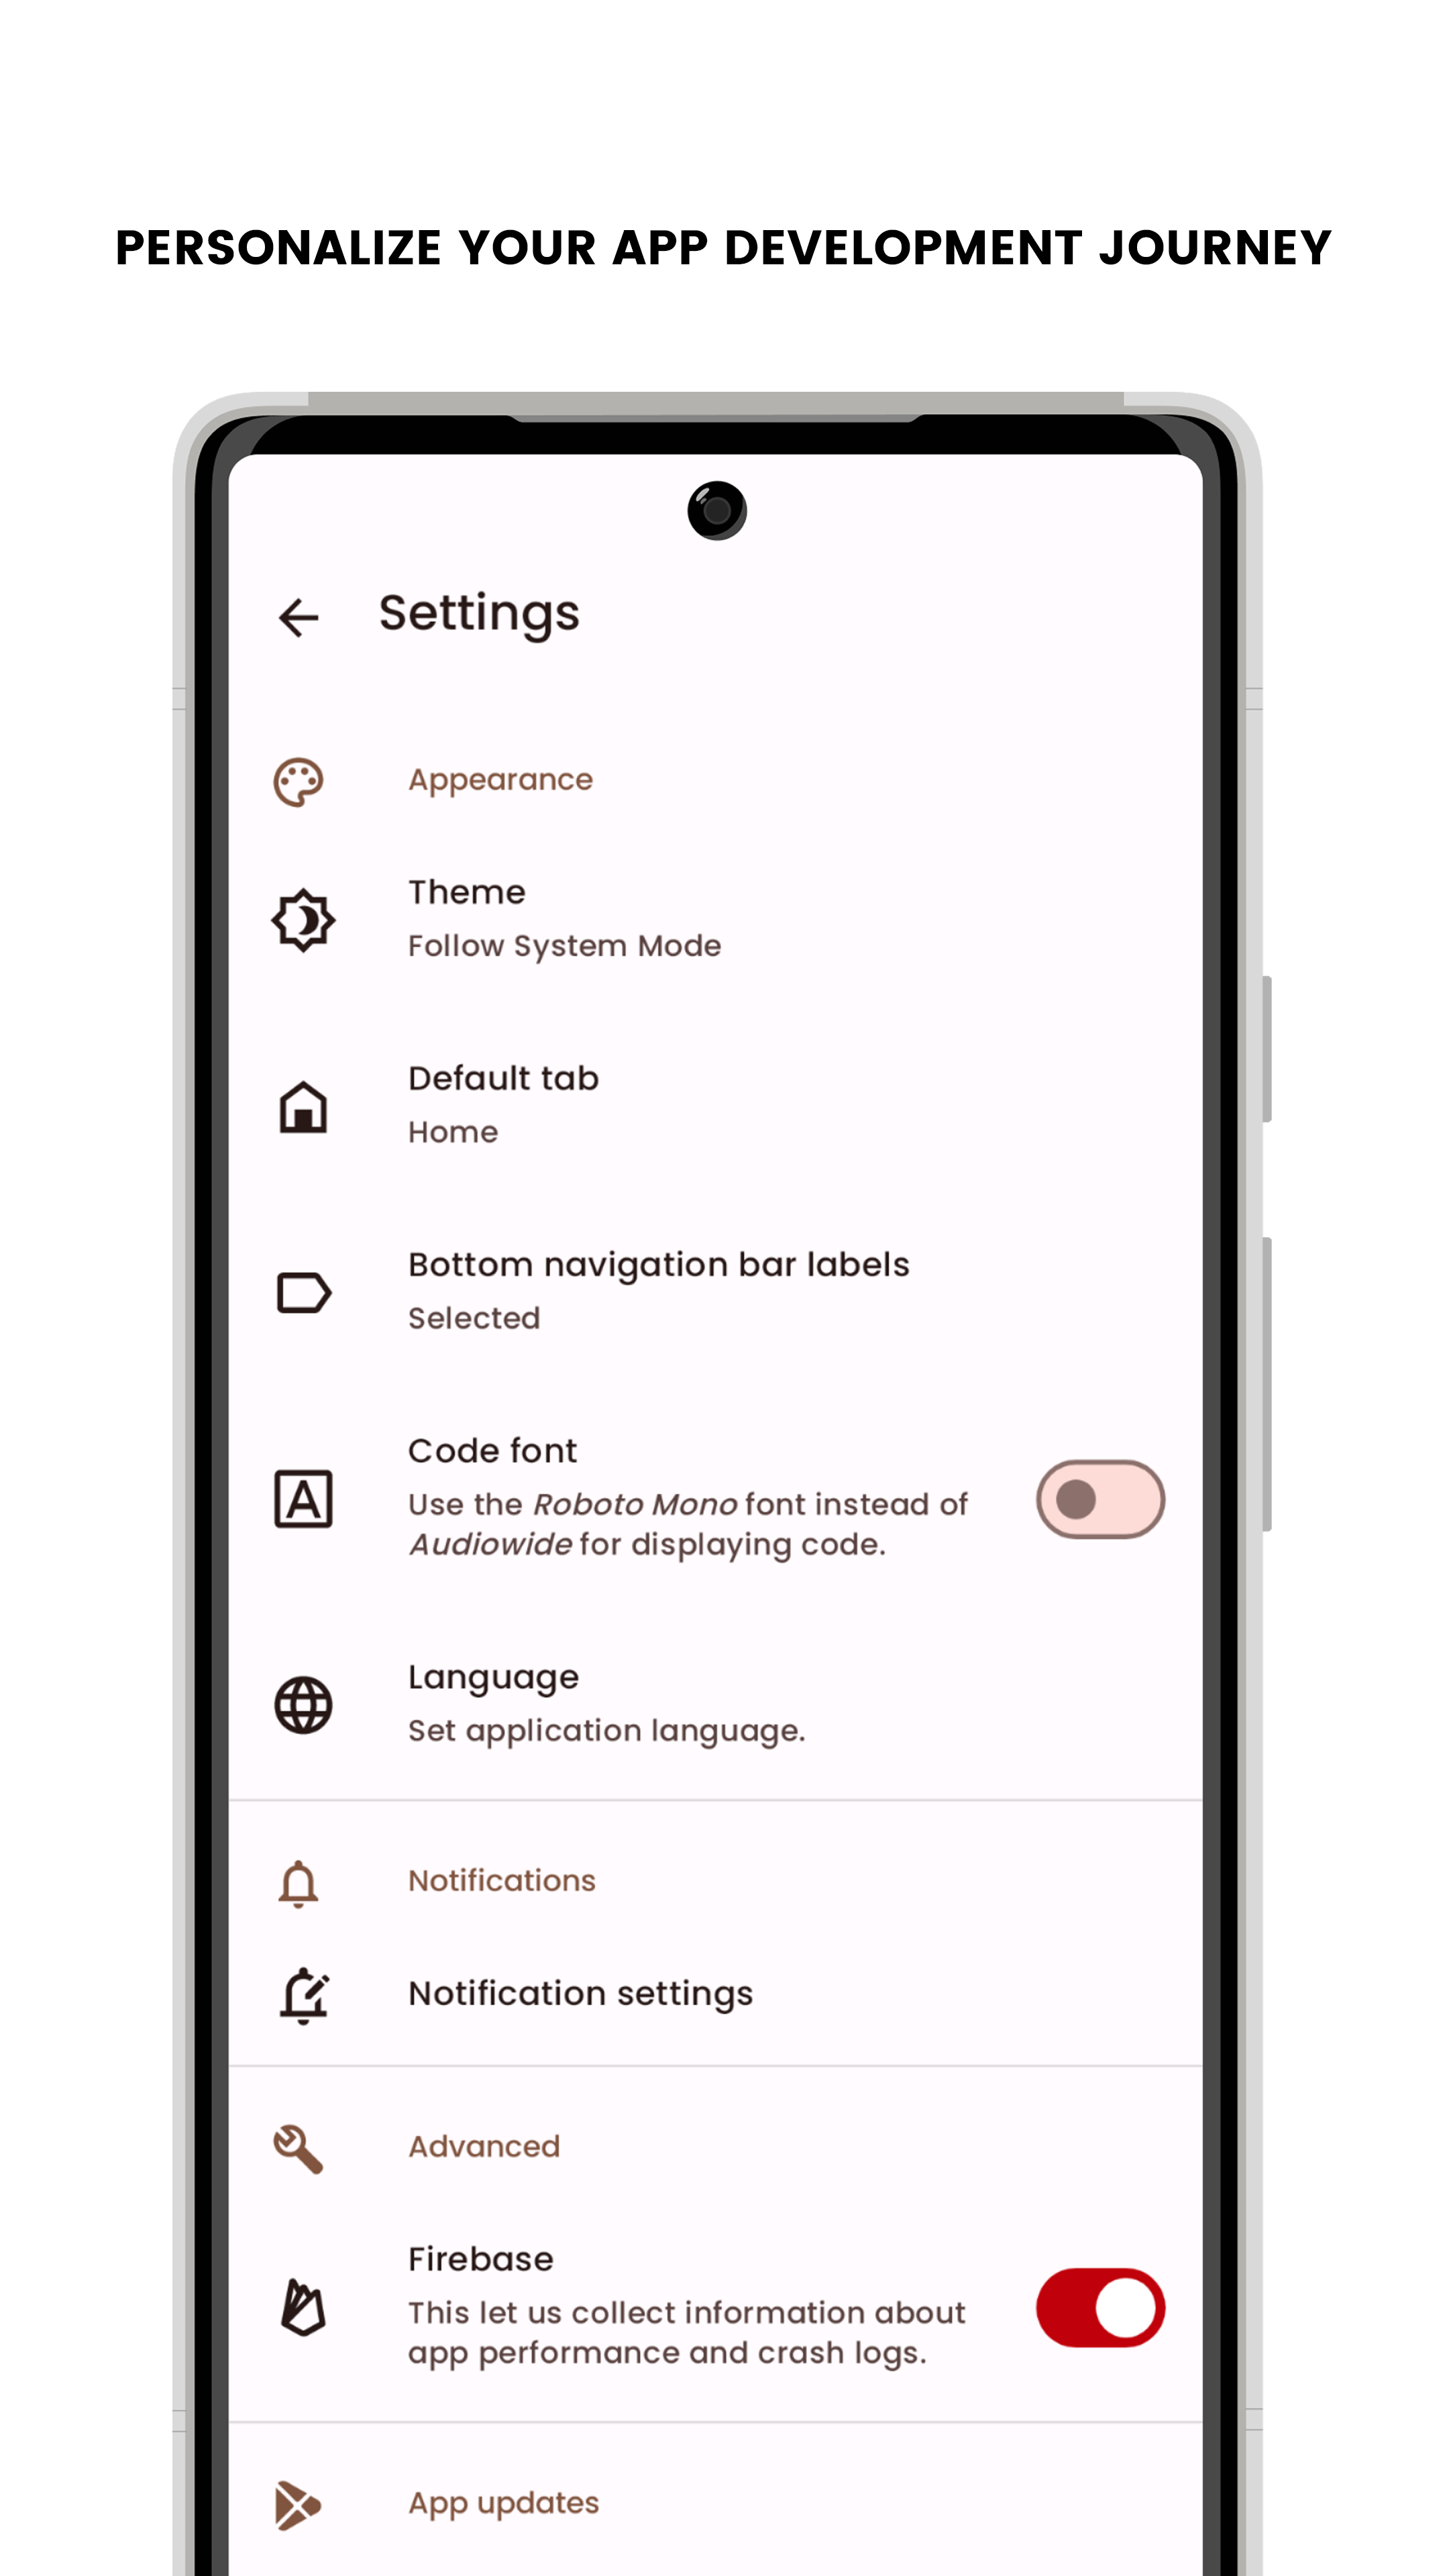 PERSONALIZE YOUR APP DEVELOPMENT JOURNEY
Settings
Appearance
Theme
Follow System Mode
Default tab
Home
Bottom navigation bar labels
Selected
Code font
Use the Roboto Mono font instead of
Audiowide for displaying code.
Language
Set application language.
Notifications
Notification settings
Advanced
Firebase
This let us collect information about
app performance and crash logs.
App updates